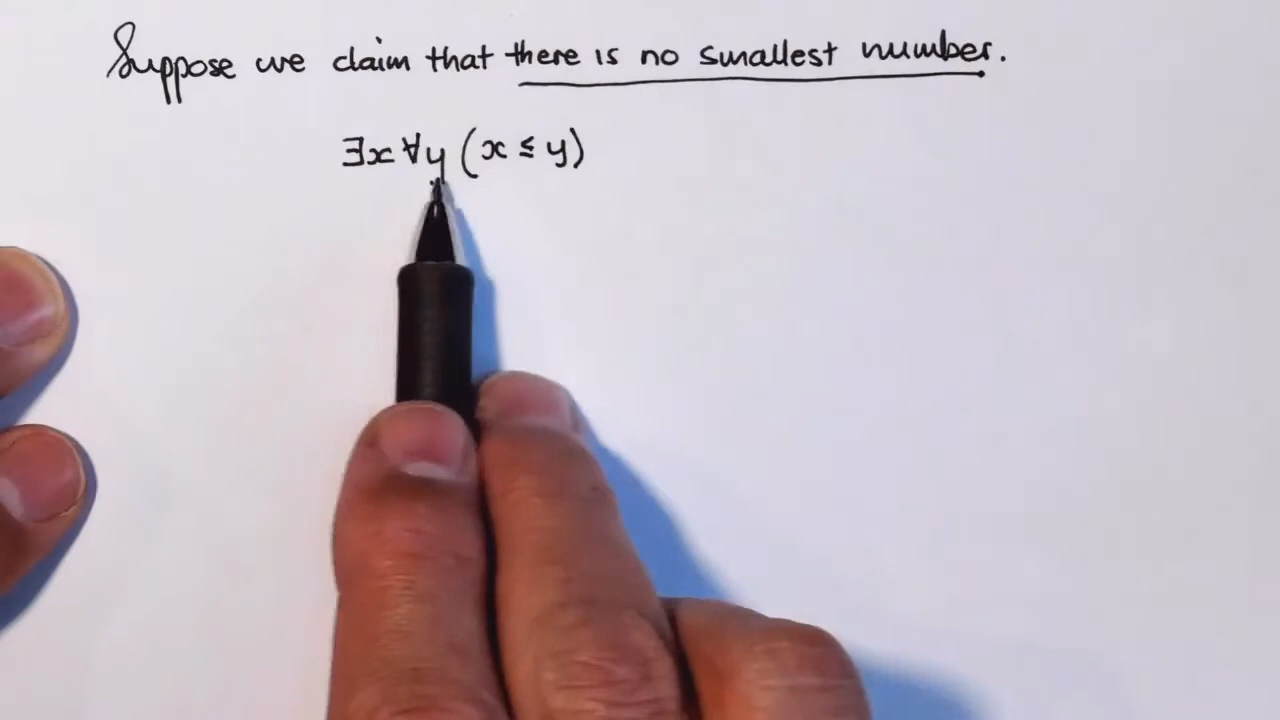 Suppose we claim that there is no smallest number.
∃x ∀y (x ≤ y)